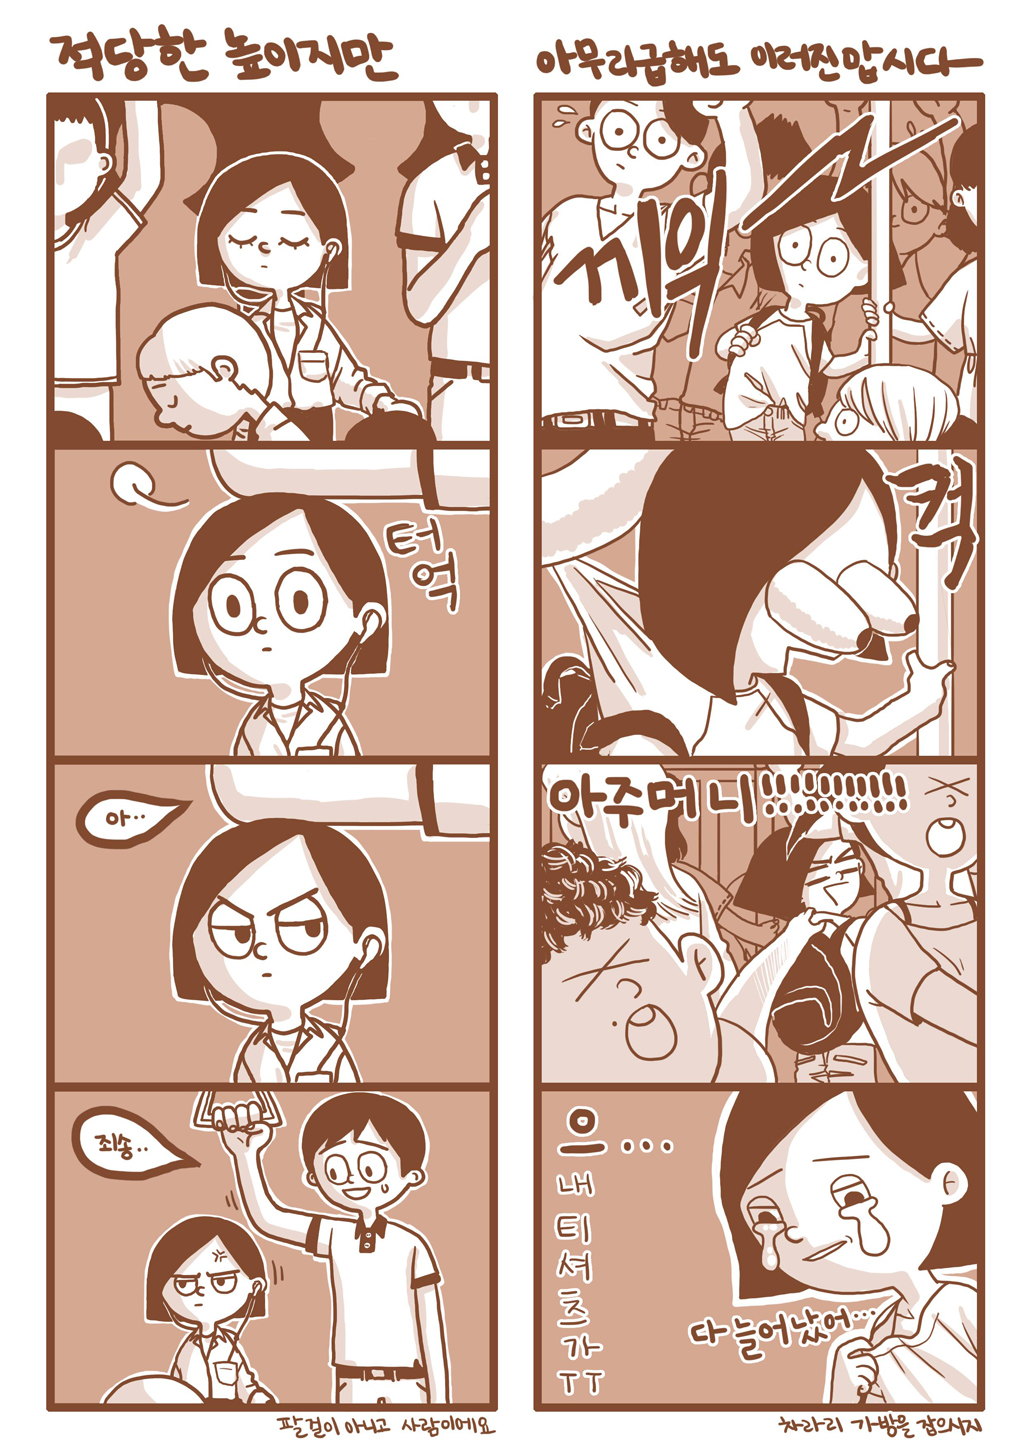 적당한 높이지만
터억
아..
죄송..
팔걸이 아니고 사람이에요
아무리급해도 이러진맙시다
끼익
컥
아주머니!!!!!!!!!!!
으...
내
티
셔
츠
가
TT
다 늘어났어...
차라리 가방을 잡으시지